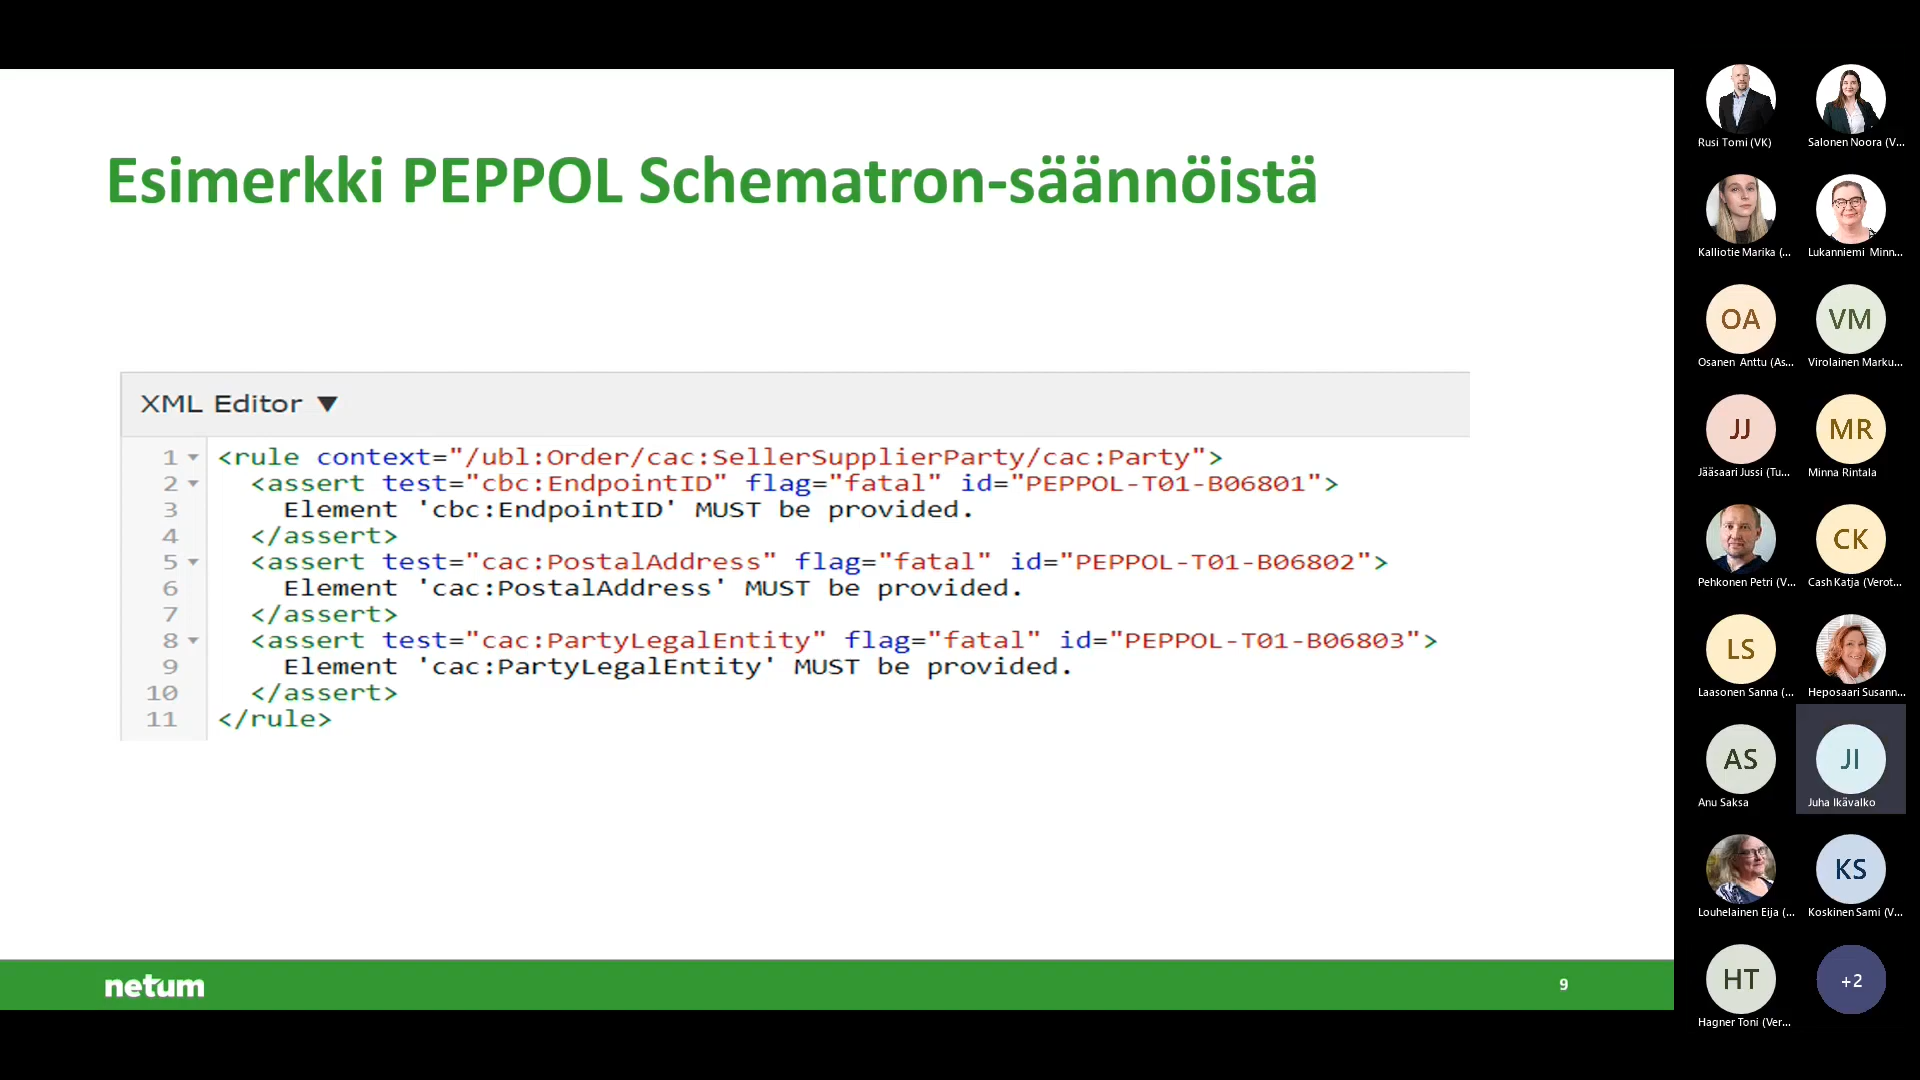 Esimerkki PEPPOL Schematron-säännöistä
XML Editor ▼
1 <rule context="/ubl:Order/cac:SellerSupplierParty/cac:Party">
2 <assert test="cbc:EndpointID" flag="fatal" id="PEPPOL-T01-B06801">
3 Element 'cbc:EndpointID' MUST be provided.
4 </assert>
5 <assert test="cac:PostalAddress" flag="fatal" id="PEPPOL-T01-B06802">
6 Element 'cac:PostalAddress' MUST be provided.
7 </assert>
8 <assert test="cac:PartyLegalEntity" flag="fatal" id="PEPPOL-T01-B06803">
9 Element 'cac:PartyLegalEntity' MUST be provided.
10 </assert>
11 </rule>
netum
9
Rusi Tomi (VK)
Salonen Noora (V...
Kalliotie Marika (...
Lukanniemi Minn...
OA
VM
Osanen Anttu (As...
Virolainen Marku...
JJ
MR
Jääsaari Jussi (Tu...
Minna Rintala
CK
Pehkonen Petri (V...
Cash Katja (Verot...
LS
Laasonen Sanna (...
Heposaari Susann...
AS
JI
Anu Saksa
Juha Ikävalko
KS
Louhelainen Eija (...
Koskinen Sami (V...
HT
+2
Hagner Toni (Ver...